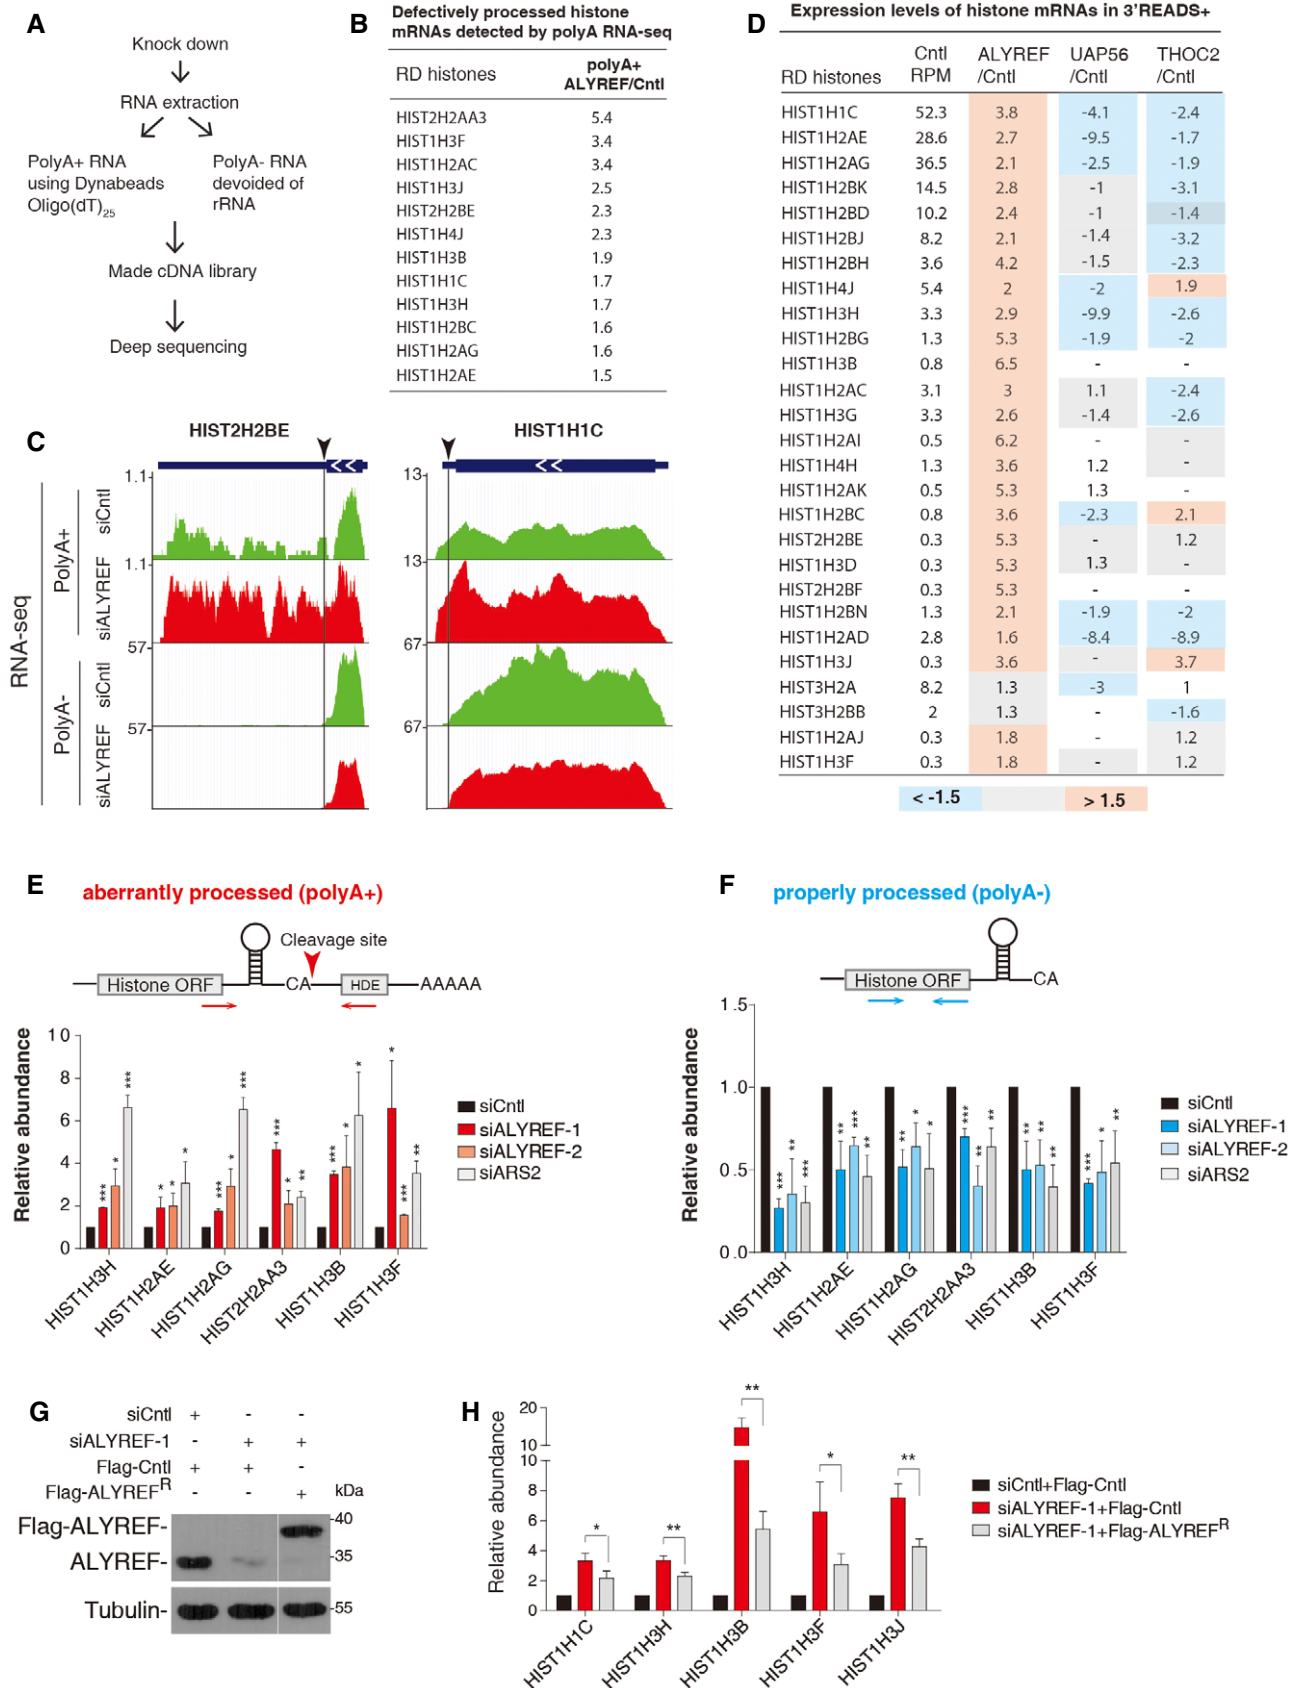 A
Knock down
RNA extraction
PolyA+ RNA
using Dynabeads
Oligo(dT)25
PolyA- RNA
devoided of
rRNA
Made cDNA library
Deep sequencing
B
Defectively processed histone
mRNAs detected by polyA RNA-seq
RD histones polyA+ ALYREF/Cntl
HIST2H2AA3 5.4
HIST1H3F 3.4
HIST1H2AC 3.4
HIST1H3J 2.5
HIST2H2BE 2.3
HIST1H4J 2.3
HIST1H3B 1.9
HIST1H1C 1.7
HIST1H3H 1.7
HIST1H2BC 1.6
HIST1H2AG 1.6
HIST1H2AE 1.5
C
HIST2H2BE
HIST1H1C
RNA-seq
PolyA+
siCntl
siALYREF
PolyA-
siCntl
siALYREF
1.1
1.1
57
57
13
13
67
67
D
Expression levels of histone mRNAs in 3'READS+
RD histones Cntl RPM ALYREF /Cntl UAP56 /Cntl THOC2 /Cntl
HIST1H1C 52.3 3.8 -4.1 -2.4
HIST1H2AE 28.6 2.7 -9.5 -1.7
HIST1H2AG 36.5 2.1 -2.5 -1.9
HIST1H2BK 14.5 2.8 -1 -3.1
HIST1H2BD 10.2 2.4 -1 -1.4
HIST1H2BJ 8.2 2.1 -1.4 -3.2
HIST1H2BH 3.6 4.2 -1.5 -2.3
HIST1H4J 5.4 2 -2 1.9
HIST1H3H 3.3 2.9 -9.9 -2.6
HIST1H2BG 1.3 5.3 -1.9 -2
HIST1H3B 0.8 6.5 - -
HIST1H2AC 3.1 3 1.1 -2.4
HIST1H3G 3.3 2.6 -1.4 -2.6
HIST1H2AI 0.5 6.2 - -
HIST1H4H 1.3 3.6 1.2 -
HIST1H2AK 0.5 5.3 1.3 -
HIST1H2BC 0.8 3.6 -2.3 2.1
HIST2H2BE 0.3 5.3 - 1.2
HIST1H3D 0.3 5.3 1.3 -
HIST2H2BF 0.3 5.3 - -
HIST1H2BN 1.3 2.1 -1.9 -2
HIST1H2AD 2.8 1.6 -8.4 -8.9
HIST1H3J 0.3 3.6 - 3.7
HIST3H2A 8.2 1.3 -3 1
HIST3H2BB 2 1.3 - -1.6
HIST1H2AJ 0.3 1.8 - 1.2
HIST1H3F 0.3 1.8 - 1.2
< -1.5 > 1.5
E
aberrantly processed (polyA+)
Cleavage site
Histone ORF CA HDE AAAAA
Relative abundance
10
8
6
4
2
0
*** * ***
* * *
*** * ***
*** * **
*** * *
* *** **
HIST1H3H
HIST1H2AE
HIST1H2AG
HIST2H2AA3
HIST1H3B
HIST1H3F
siCntl
siALYREF-1
siALYREF-2
siARS2
F
properly processed (polyA-)
Histone ORF CA
Relative abundance
1.5
1.0
0.5
0.0
*** ** ***
** *** **
** * *
*** ** **
** ** **
*** * **
HIST1H3H
HIST1H2AE
HIST1H2AG
HIST2H2AA3
HIST1H3B
HIST1H3F
siCntl
siALYREF-1
siALYREF-2
siARS2
G
siCntl + - -
siALYREF-1 - + +
Flag-Cntl + + -
Flag-ALYREFR - - + kDa
Flag-ALYREF- -40
ALYREF- -35
Tubulin- -55
H
Relative abundance
20
10
10
8
6
4
2
0
* ** ** * **
HIST1H1C
HIST1H3H
HIST1H3B
HIST1H3F
HIST1H3J
siCntl+Flag-Cntl
siALYREF-1+Flag-Cntl
siALYREF-1+Flag-ALYREFR